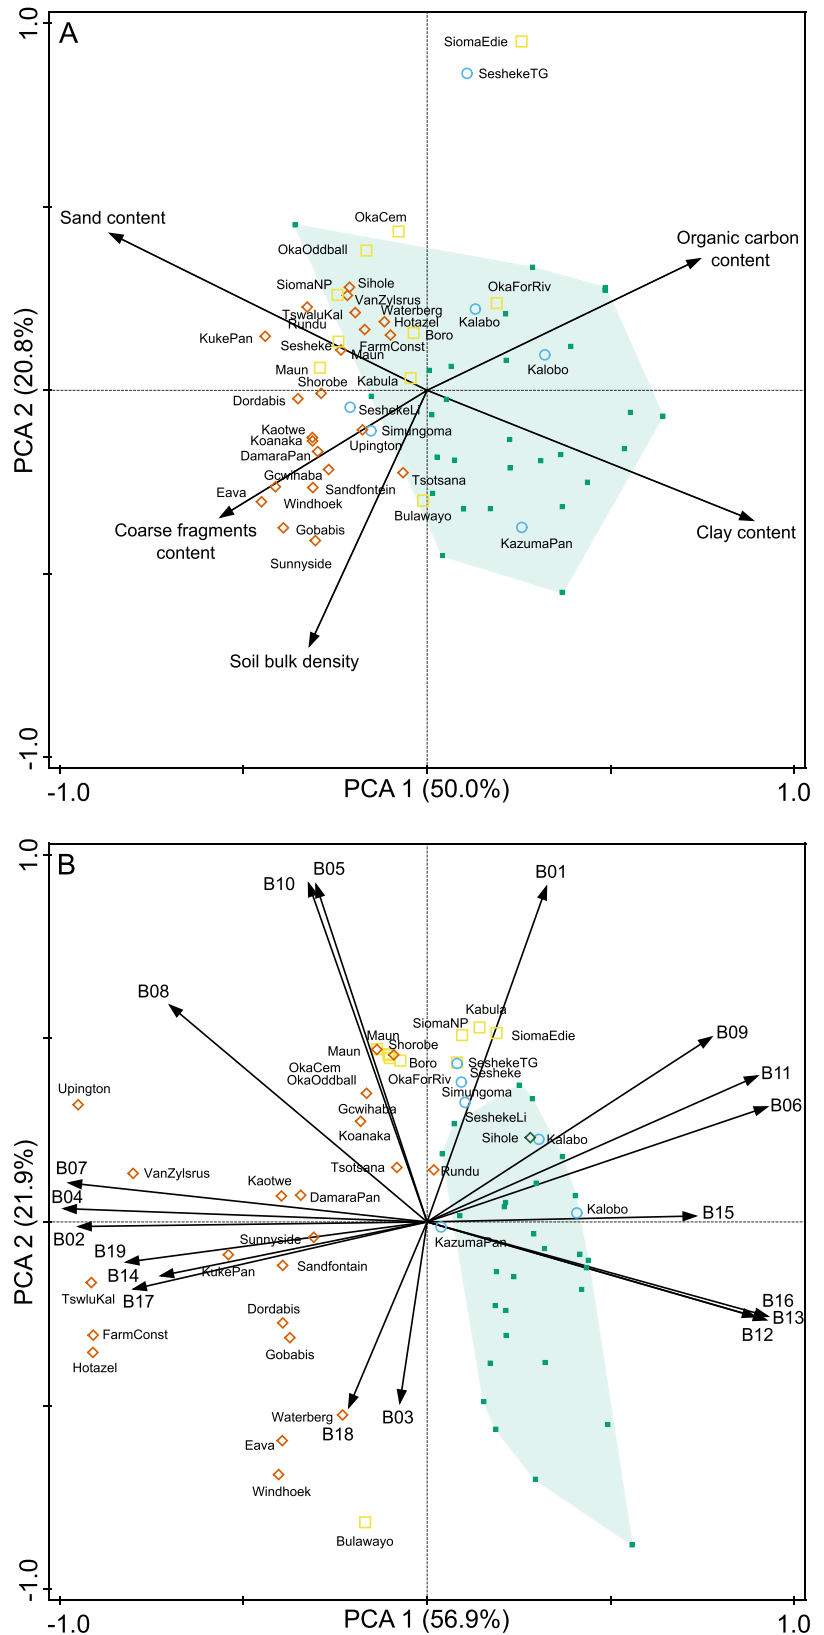 A
1.0
SiomaEdie
SeshekeTG
OkaCem
Sand content
Organic carbon
content
OkaOddball
SiomaNP
Sihole
OkaForRiv
VanZylsrus
TswaluKal
Waterberg
Rundu
Hotazel
Kalabo
KukePan
Sesheke
FarmConst
Boro
Maun
Kalobo
Maun
Kabula
Shorobe
Dordabis
SeshekeLi
Kaotwe
Simungoma
Koanaka
Upington
DamaraPan
Gcwihaba
Tsotsana
Eava
Sandfontein
Windhoek
Bulawayo
Coarse fragments
content
Gobabis
Clay content
KazumaPan
Sunnyside
Soil bulk density
PCA 2 (20.8%)
-1.0
-1.0
PCA 1 (50.0%)
1.0
B
1.0
B10
B05
B01
B08
Kabula
SiomaNP
SiomaEdie
Maun
Shorobe
B09
Maun
Boro
SeshekeTG
OkaCem
Sesheke
B11
OkaOddball
OkaForRiv
Upington
Simungoma
B06
Gcwihaba
SeshekeLi
Koanaka
Sihole
Kalabo
B07
VanZylsrus
Tsotsana
Rundu
Kaotwe
B04
DamaraPan
Kalobo
B15
B02
Sunnyside
KazumaPan
B19
B14
KukePan
Sandfontain
TswluKal
B17
B16
Dordabis
B13
FarmConst
B12
Gobabis
Hotazel
Waterberg
B03
B18
Eava
Windhoek
Bulawayo
PCA 2 (21.9%)
-1.0
-1.0
PCA 1 (56.9%)
1.0